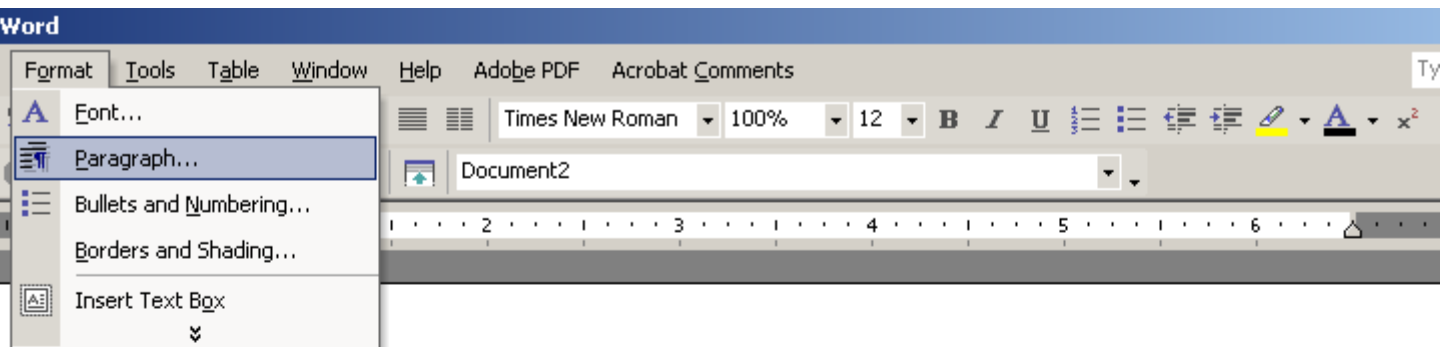 Word
Format Tools Table Window Help Adobe PDF Acrobat Comments Ty
Font...
Times New Roman 100% 12 B I U A x²
Paragraph...
Document2
Bullets and Numbering...
2 3 4 5 6
Borders and Shading...
Insert Text Box